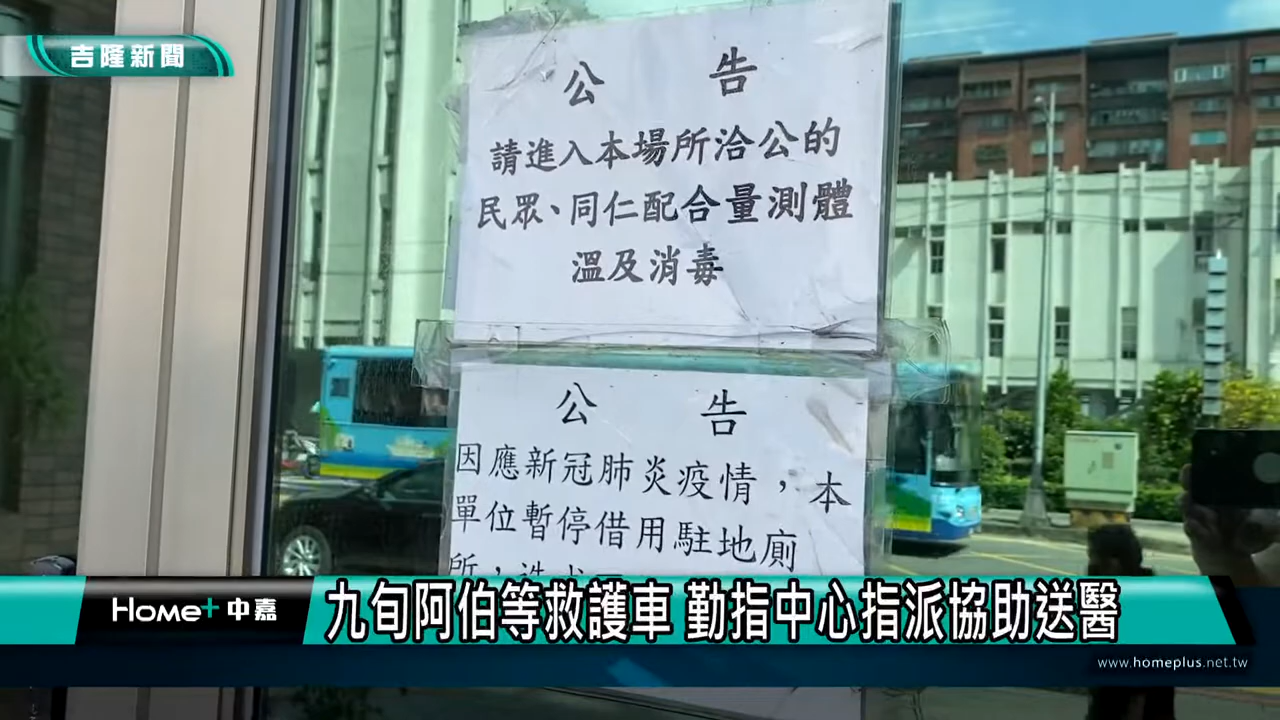 吉隆新聞
公 告
請進入本場所洽公的
民眾、同仁配合量測體
溫及消毒
公 告
因應新冠肺炎疫情，本
單位暫停借用駐地廁
所，造成
Home+中嘉
九旬阿伯等救護車 勤指中心指派協助送醫
www.homeplus.net.tw